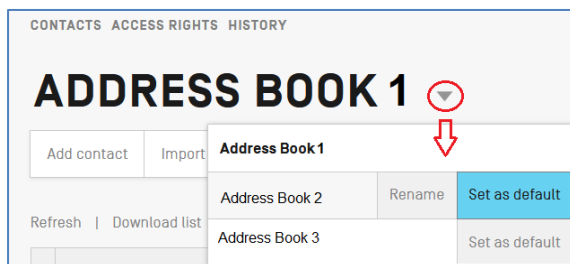 CONTACTS ACCESS RIGHTS HISTORY
ADDRESS BOOK 1
Add contact Import
Address Book 1
Address Book 2 Rename Set as default
Refresh | Download list
Address Book 3 Set as default